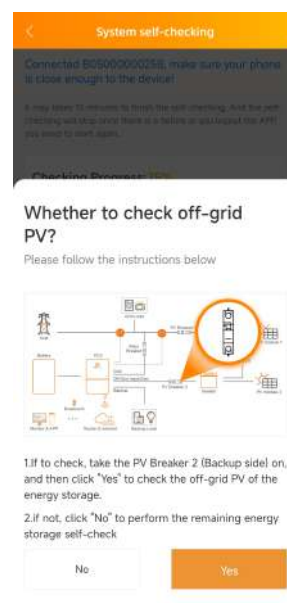 System self-checking
Connected B05000000025B, make sure your phone
is close enough to the device!
Checking Progress:
Whether to check off-grid
PV?
Please follow the instructions below
Battery
PCS
1.If to check, take the PV Breaker 2 (Backup side) on,
and then click "Yes" to check the off-grid PV of the
energy storage.
2.if not, click "No" to perform the remaining energy
storage self-check
No
Yes